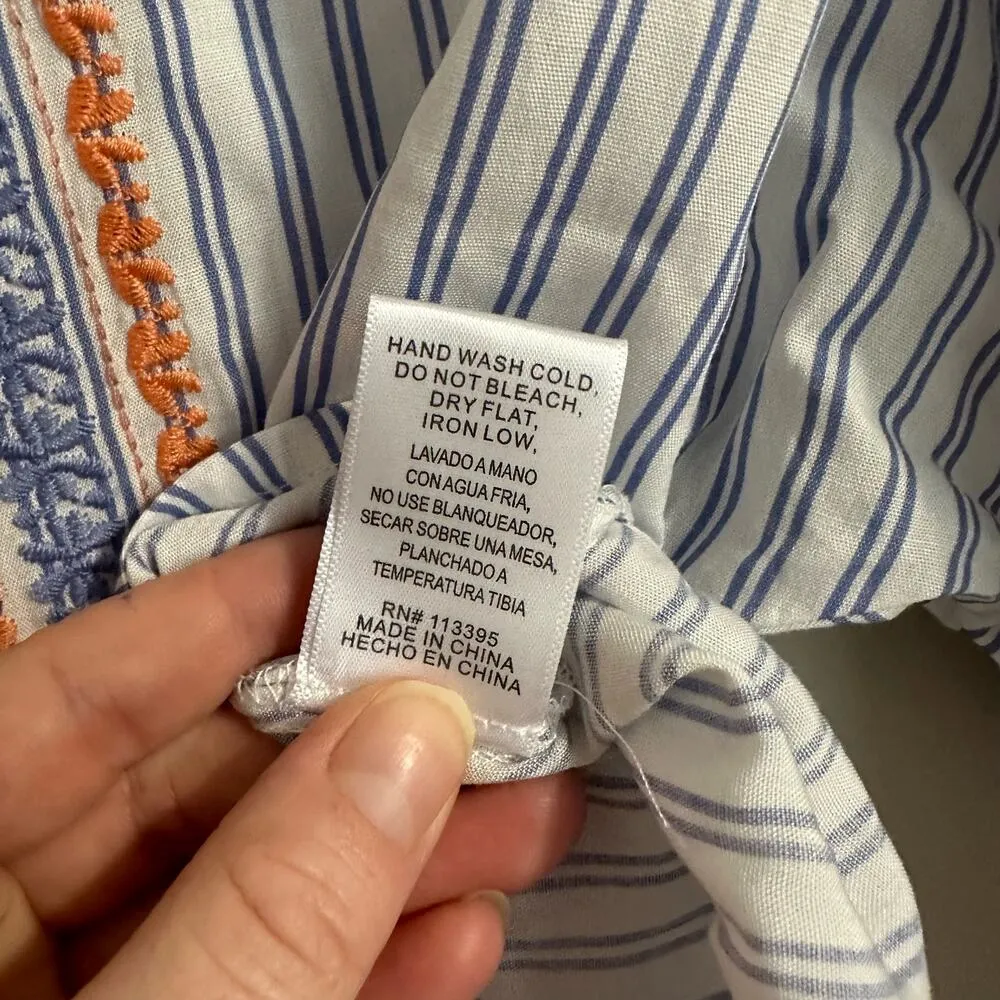 HAND WASH COLD,
DO NOT BLEACH,
DRY FLAT,
IRON LOW,
LAVADO A MANO
CON AGUA FRIA,
NO USE BLANQUEADOR,
SECAR SOBRE UNA MESA,
PLANCHADO A
TEMPERATURA TIBIA
RN# 113395
MADE IN CHINA
HECHO EN CHINA